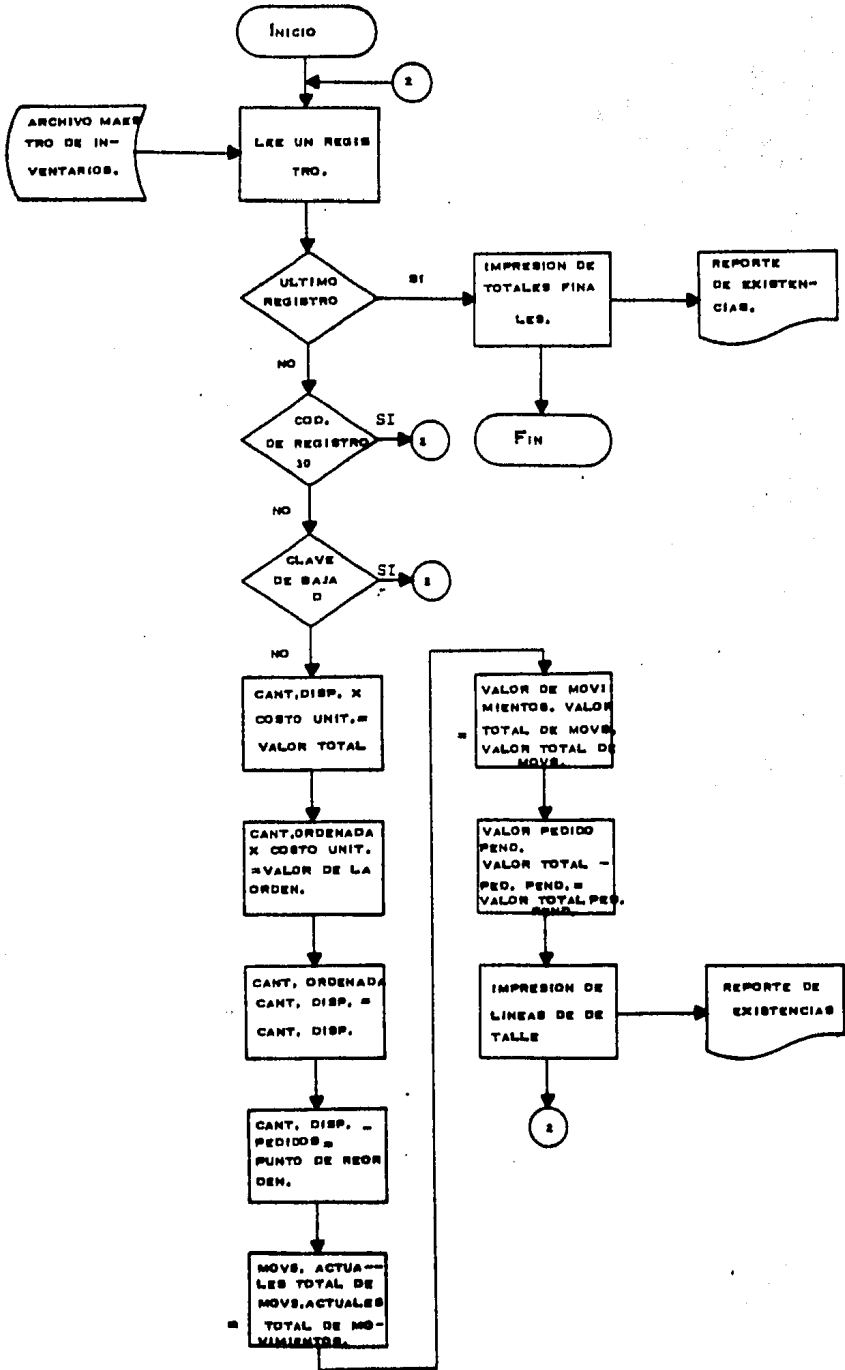 INICIO
2
ARCHIVO MAES
TRO DE IN-
VENTARIOS.
LEE UN REGIS
TRO.
ULTIMO
REGISTRO
SI
IMPRESION DE
TOTALES FINA
LES.
REPORTE
DE EXISTEN-
CIAS.
NO
FIN
COD.
DE REGISTRO
SI
NO
CLAVE
DE BAJA
D
SI
NO
CANT, DISP. X
COSTO UNIT. =
VALOR TOTAL
CANT, ORDENADA
X COSTO UNIT.
= VALOR DE LA
ORDEN.
CANT, ORDENADA
CANT, DISP. =
CANT, DISP.
CANT, DISP. -
PEDIDOS =
PUNTO DE REOR
DEN.
MOVS. ACTUA--
LES TOTAL DE
MOVS. ACTUALES
= TOTAL DE MO-
VIMIENTOS.
VALOR DE MOVI
MIENTOS. VALOR
TOTAL DE MOVS.
= VALOR TOTAL DE
MOVS.
VALOR PEDIDO
PEND.
VALOR TOTAL -
PED. PEND. =
VALOR TOTAL PED.
PEND.
IMPRESION DE
LINEAS DE DE
TALLE
REPORTE DE
EXISTENCIAS
2